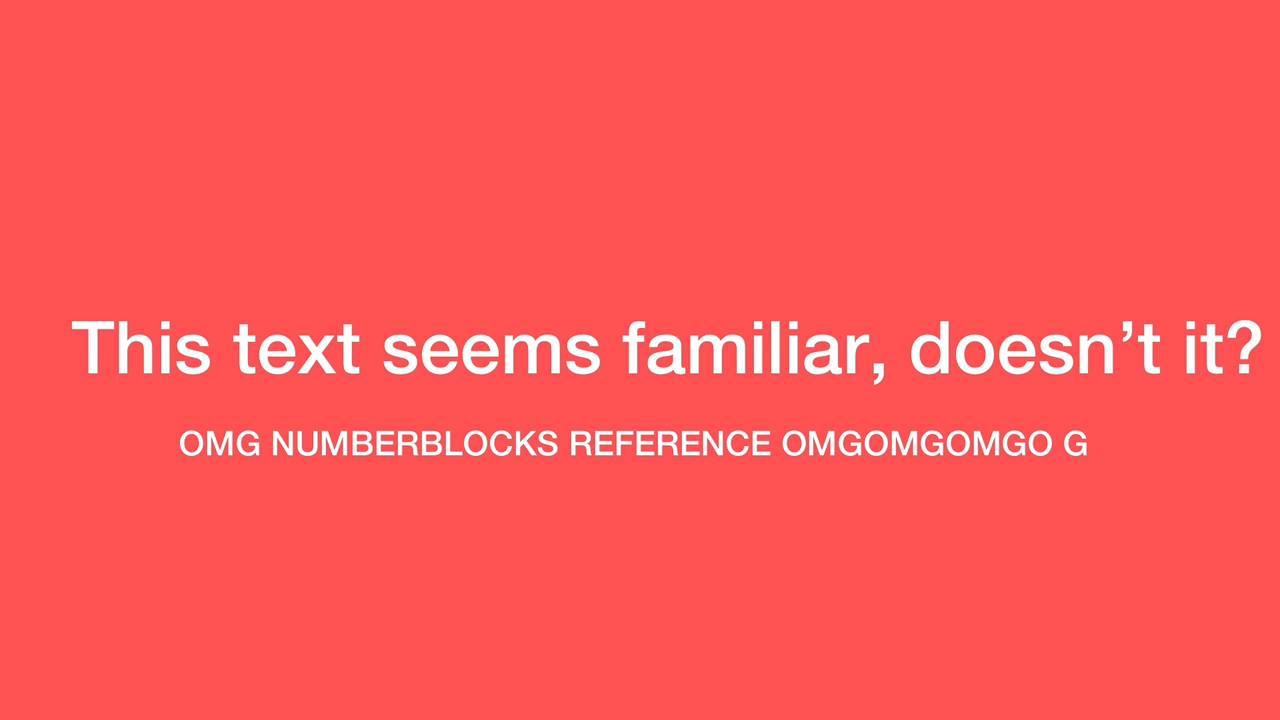 This text seems familiar, doesn’t it?
OMG NUMBERBLOCKS REFERENCE OMGOMGOMGO G